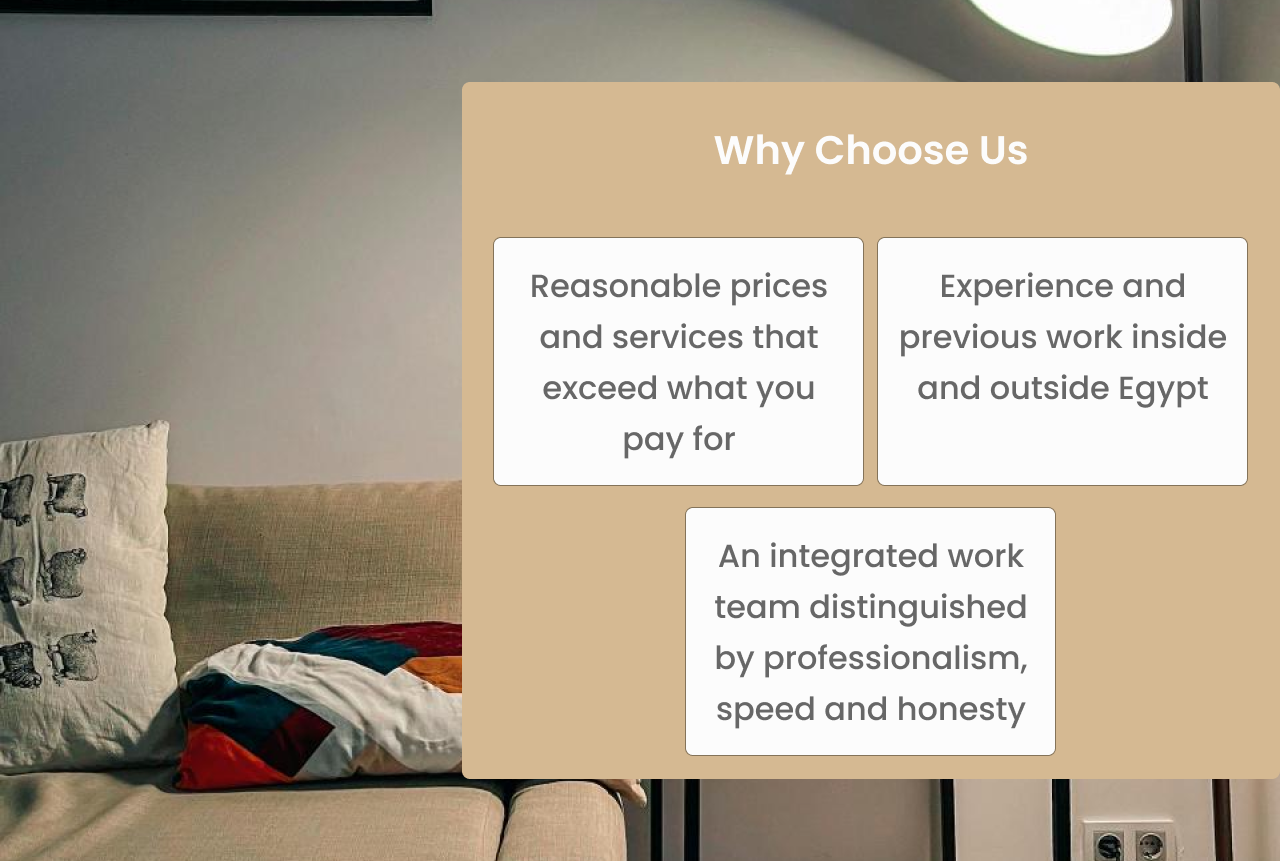 Why Choose Us
Reasonable prices
and services that
exceed what you
pay for
Experience and
previous work inside
and outside Egypt
An integrated work
team distinguished
by professionalism,
speed and honesty